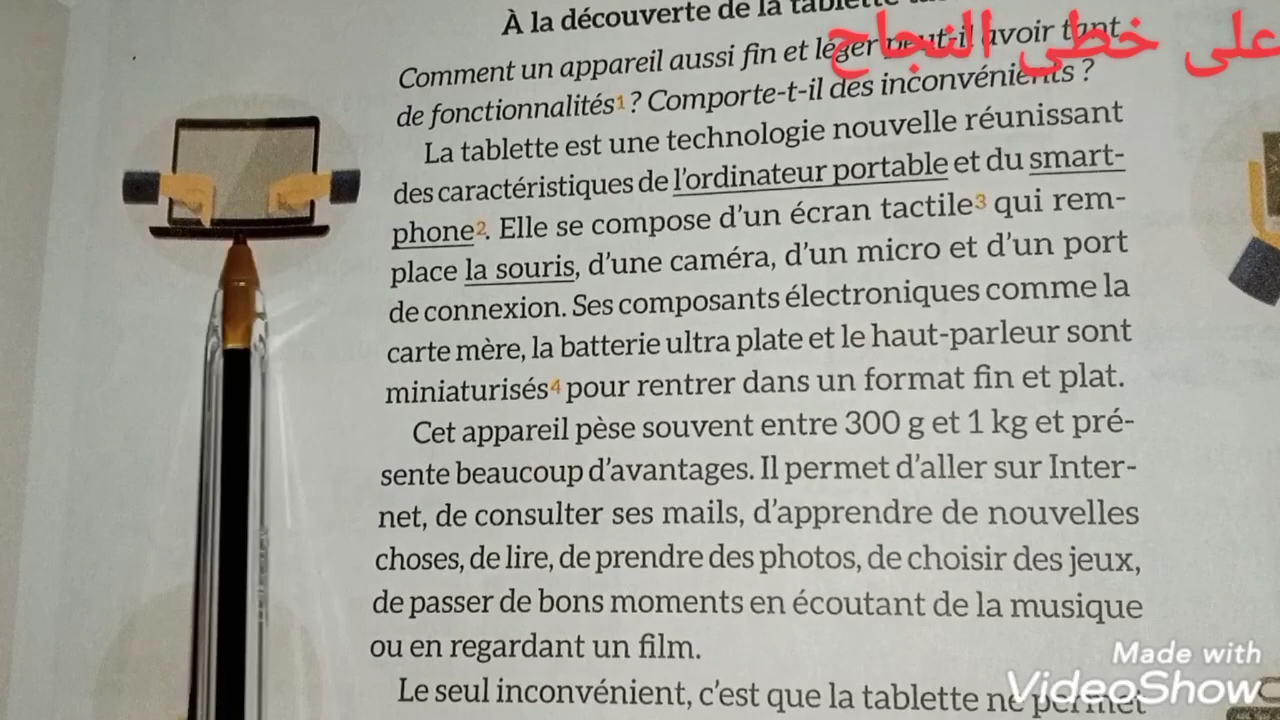 À la découverte de la tablette
على خطى النجاح
Comment un appareil aussi fin et léger peut-il avoir tant
de fonctionnalités1 ? Comporte-t-il des inconvénients ?
La tablette est une technologie nouvelle réunissant
des caractéristiques de l'ordinateur portable et du smart-
phone2. Elle se compose d'un écran tactile3 qui rem-
place la souris, d'une caméra, d'un micro et d'un port
de connexion. Ses composants électroniques comme la
carte mère, la batterie ultra plate et le haut-parleur sont
miniaturisés4 pour rentrer dans un format fin et plat.
Cet appareil pèse souvent entre 300 g et 1 kg et pré-
sente beaucoup d'avantages. Il permet d'aller sur Inter-
net, de consulter ses mails, d'apprendre de nouvelles
choses, de lire, de prendre des photos, de choisir des jeux,
de passer de bons moments en écoutant de la musique
ou en regardant un film.
Le seul inconvénient, c'est que la tablette ne permet
Made with
VideoShow